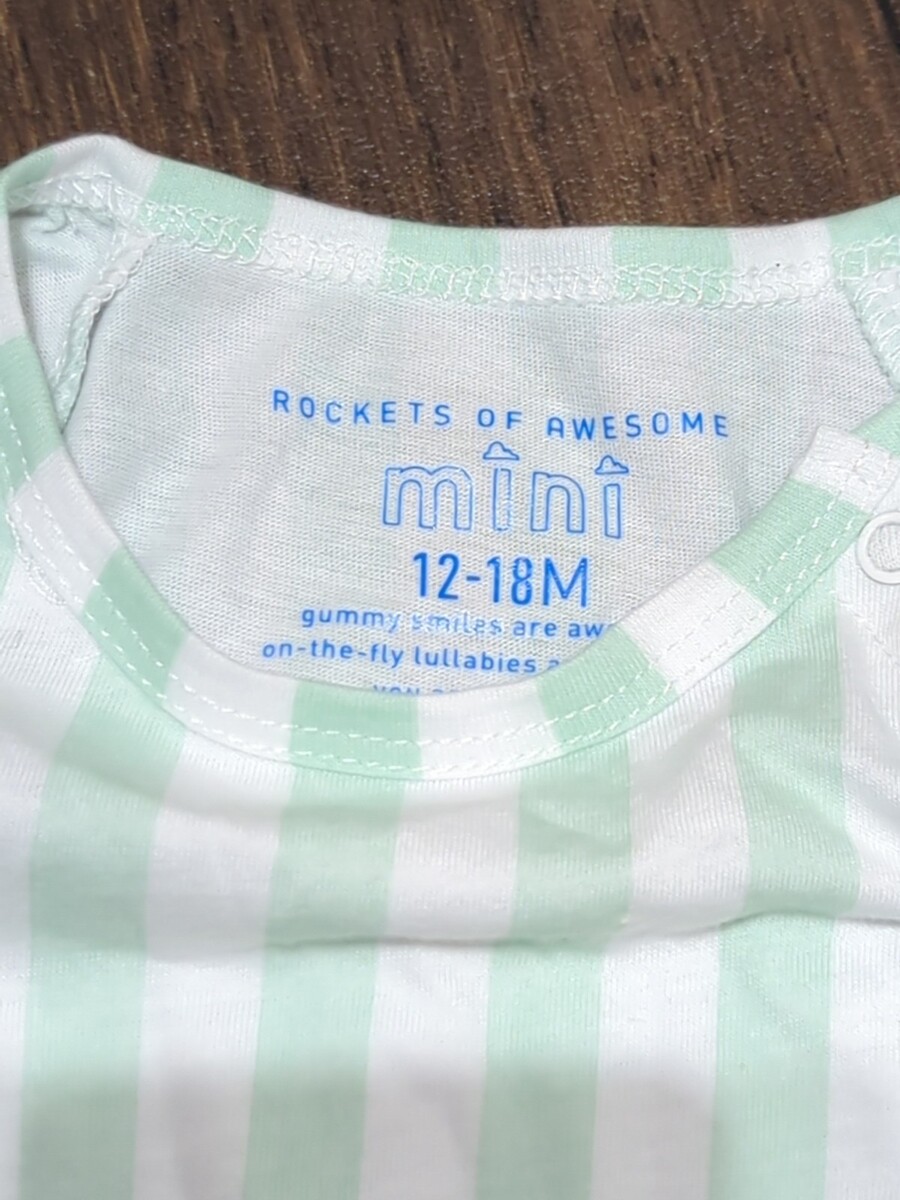 ROCKETS OF AWESOME
mini
12-18M
gummy smiles are
on-the-fly lullabies